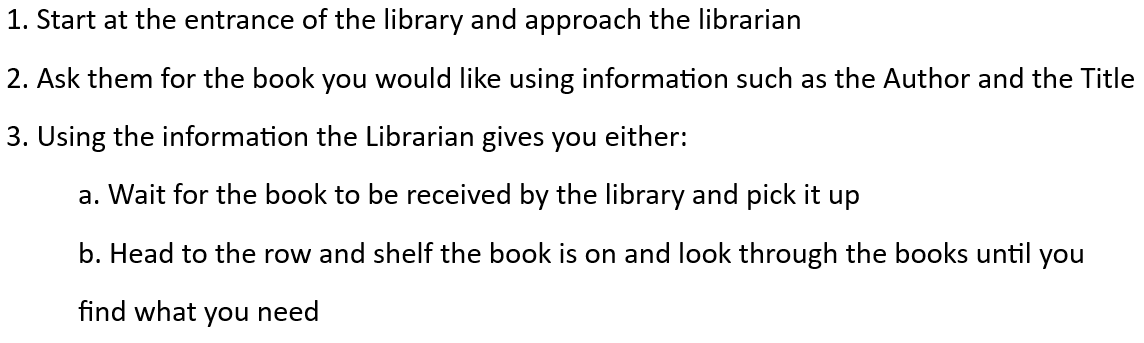 1. Start at the entrance of the library and approach the librarian
2. Ask them for the book you would like using information such as the Author and the Title
3. Using the information the Librarian gives you either:
a. Wait for the book to be received by the library and pick it up
b. Head to the row and shelf the book is on and look through the books until you
find what you need